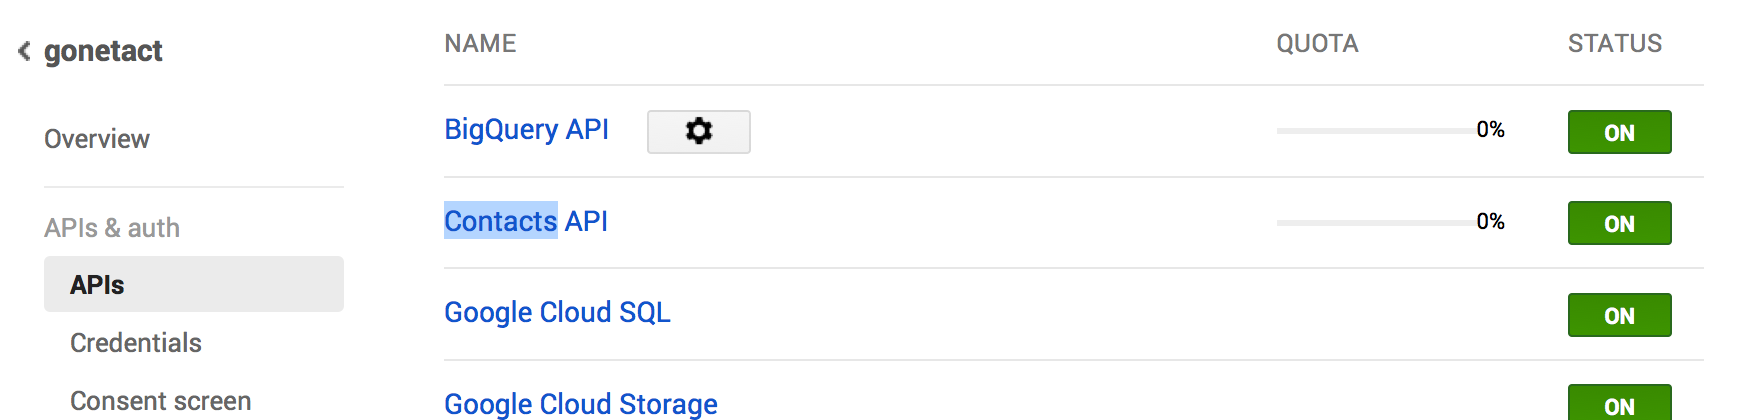 gonetact
Overview
APIs & auth
APIs
Credentials
Consent screen
NAME QUOTA STATUS
BigQuery API 0% ON
Contacts API 0% ON
Google Cloud SQL ON
Google Cloud Storage ON